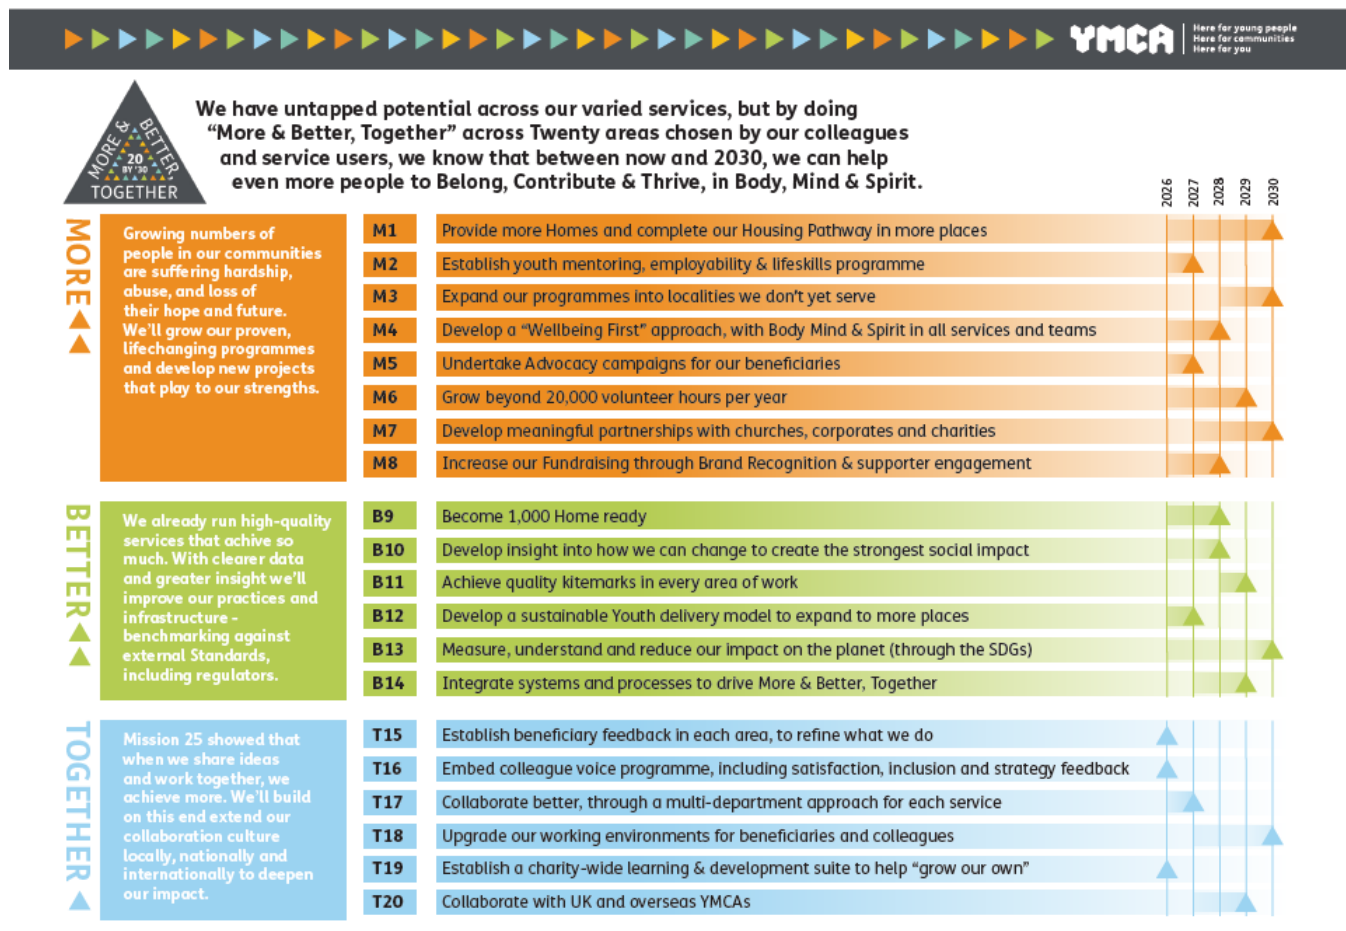 YMCA
Here for young people
Here for communities
Here for you
MORE & BETTER,
20
BY '30
TOGETHER
We have untapped potential across our varied services, but by doing
“More & Better, Together” across Twenty areas chosen by our colleagues
and service users, we know that between now and 2030, we can help
even more people to Belong, Contribute & Thrive, in Body, Mind & Spirit.
2026
2027
2028
2029
2030
MORE
Growing numbers of
people in our communities
are suffering hardship,
abuse, and loss of
their hope and future.
We’ll grow our proven,
lifechanging programmes
and develop new projects
that play to our strengths.
M1 Provide more Homes and complete our Housing Pathway in more places
M2 Establish youth mentoring, employability & lifeskills programme
M3 Expand our programmes into localities we don’t yet serve
M4 Develop a “Wellbeing First” approach, with Body Mind & Spirit in all services and teams
M5 Undertake Advocacy campaigns for our beneficiaries
M6 Grow beyond 20,000 volunteer hours per year
M7 Develop meaningful partnerships with churches, corporates and charities
M8 Increase our Fundraising through Brand Recognition & supporter engagement
BETTER
We already run high-quality
services that achive so
much. With clearer data
and greater insight we’ll
improve our practices and
infrastructure -
benchmarking against
external Standards,
including regulators.
B9 Become 1,000 Home ready
B10 Develop insight into how we can change to create the strongest social impact
B11 Achieve quality kitemarks in every area of work
B12 Develop a sustainable Youth delivery model to expand to more places
B13 Measure, understand and reduce our impact on the planet (through the SDGs)
B14 Integrate systems and processes to drive More & Better, Together
TOGETHER
Mission 25 showed that
when we share ideas
and work together, we
achieve more. We’ll build
on this end extend our
collaboration culture
locally, nationally and
internationally to deepen
our impact.
T15 Establish beneficiary feedback in each area, to refine what we do
T16 Embed colleague voice programme, including satisfaction, inclusion and strategy feedback
T17 Collaborate better, through a multi-department approach for each service
T18 Upgrade our working environments for beneficiaries and colleagues
T19 Establish a charity-wide learning & development suite to help “grow our own”
T20 Collaborate with UK and overseas YMCAs